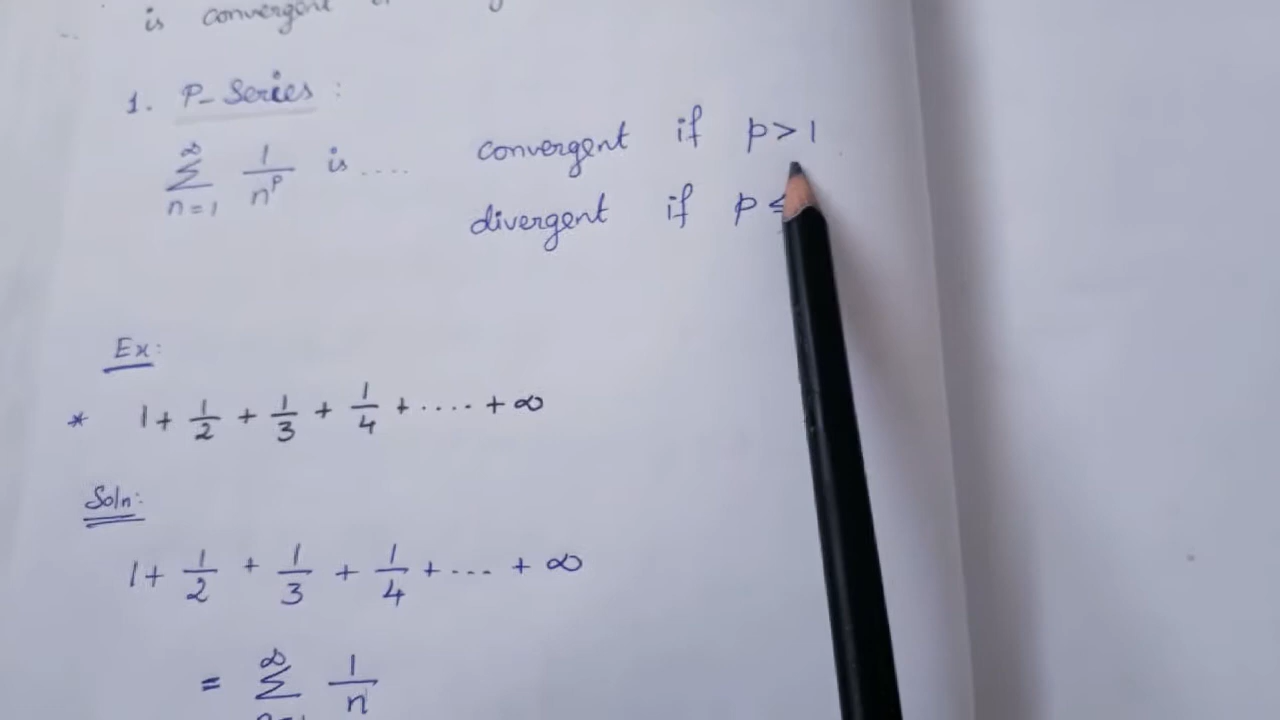 is convergent
1. P-Series:
∞∑n=1 1/n^p is .... convergent if p > 1
divergent if p ≤
Ex:
* 1 + 1/2 + 1/3 + 1/4 + .... + ∞
Soln:
1 + 1/2 + 1/3 + 1/4 + ... + ∞
= ∞∑ 1/n